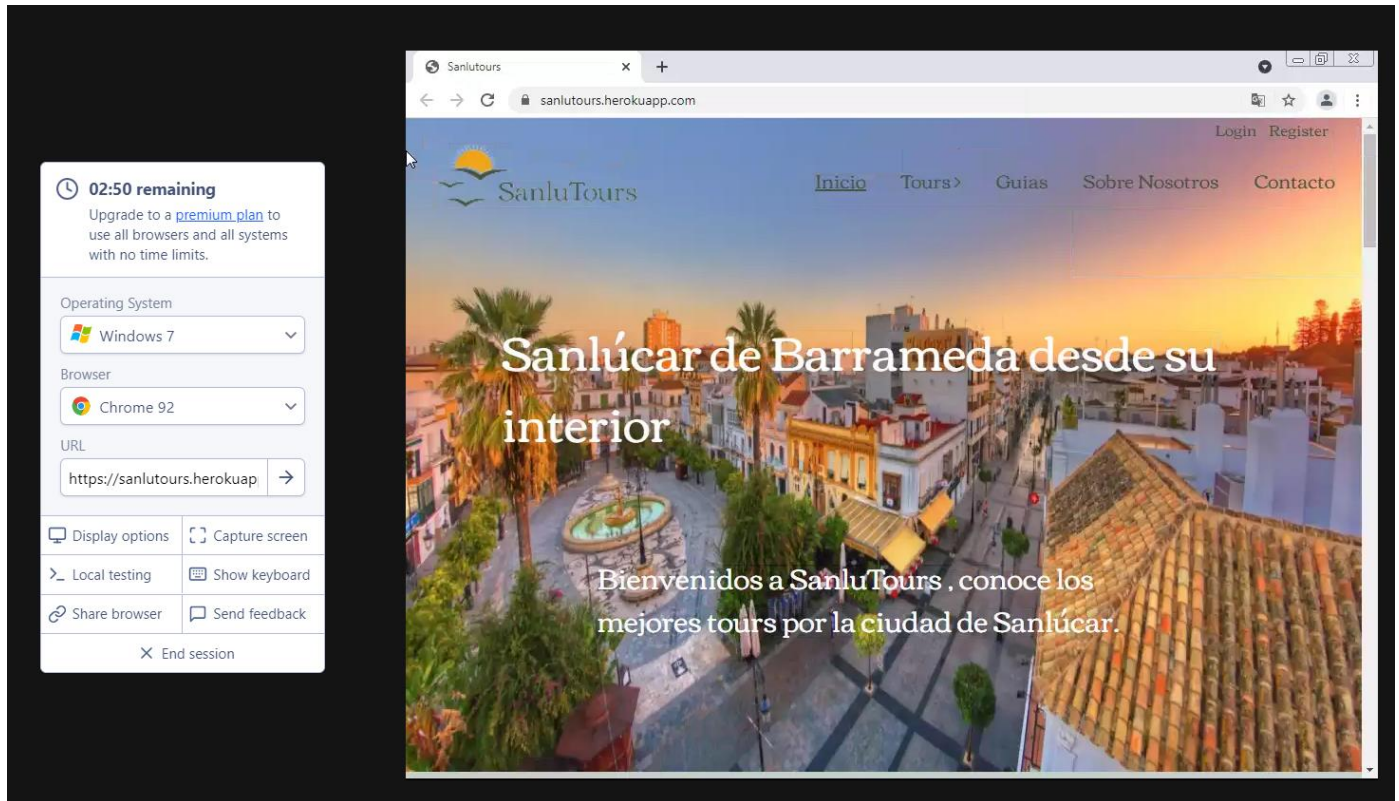 02:50 remaining
Upgrade to a premium plan to
use all browsers and all systems
with no time limits.
Operating System
Windows 7
Browser
Chrome 92
URL
https://sanlutours.herokuap
Display options
Capture screen
Local testing
Show keyboard
Share browser
Send feedback
End session
Sanlutours
sanlutours.herokuapp.com
Login Register
SanluTours
Inicio Tours> Guias Sobre Nosotros Contacto
Sanlúcar de Barrameda desde su
interior
Bienvenidos a SanluTours , conoce los
mejores tours por la ciudad de Sanlúcar.